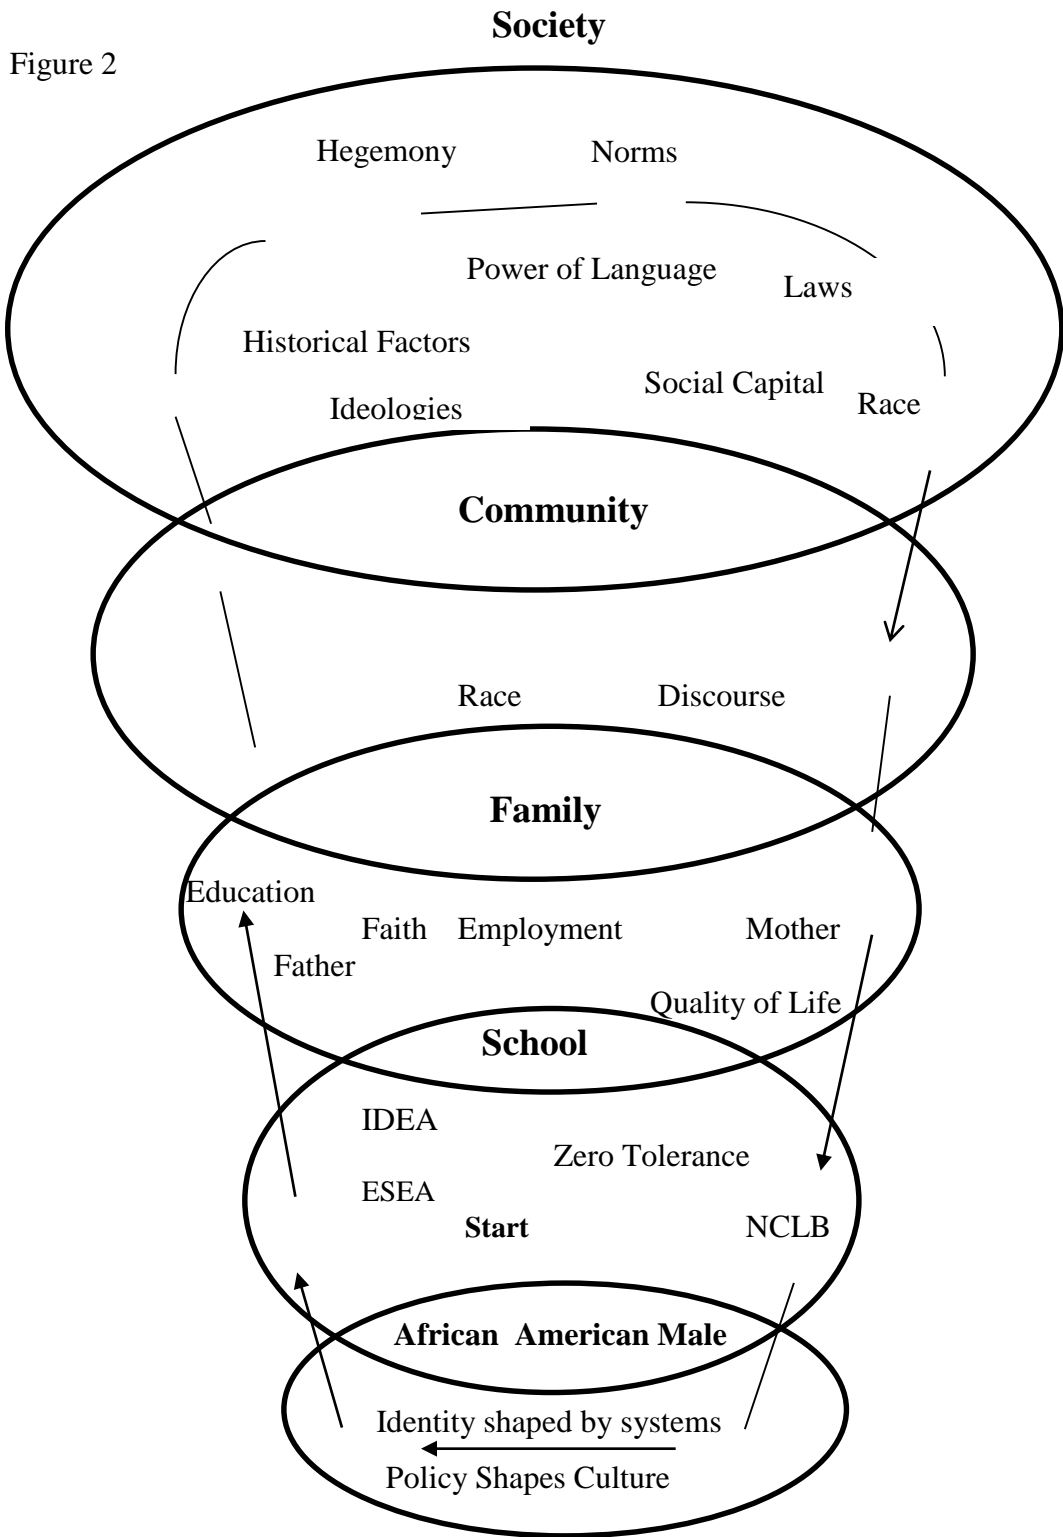 Society
Figure 2
Hegemony Norms
Power of Language
Laws
Historical Factors
Social Capital
Ideologies
Race
Community
Race Discourse
Family
Education
Faith Employment Mother
Father
Quality of Life
School
IDEA
Zero Tolerance
ESEA
Start NCLB
African American Male
Identity shaped by systems
Policy Shapes Culture